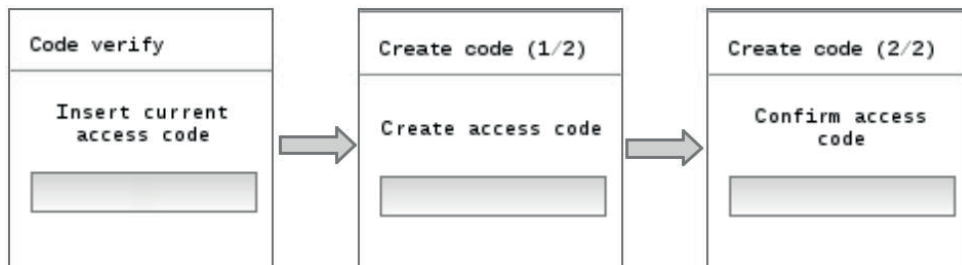 Code verify
Insert current
access code
Create code (1/2)
Create access code
Create code (2/2)
Confirm access
code